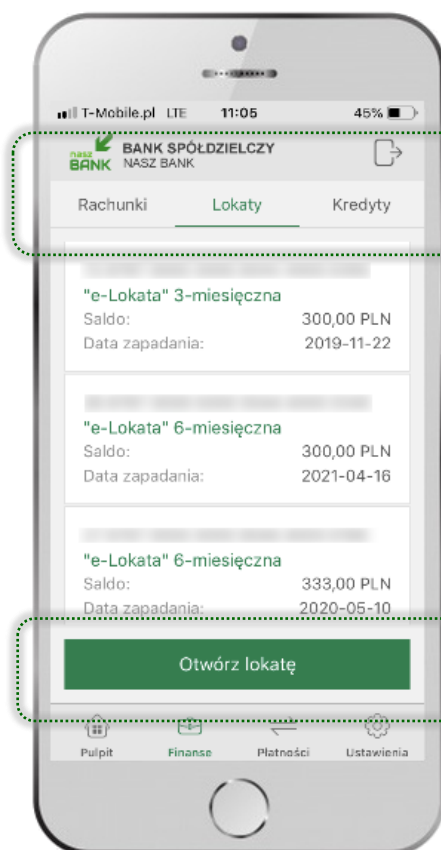 T-Mobile.pl LTE 11:05 45%
nasz BANK BANK SPÓŁDZIELCZY
NASZ BANK
Rachunki Lokaty Kredyty
"e-Lokata" 3-miesięczna
Saldo: 300,00 PLN
Data zapadania: 2019-11-22
"e-Lokata" 6-miesięczna
Saldo: 300,00 PLN
Data zapadania: 2021-04-16
"e-Lokata" 6-miesięczna
Saldo: 333,00 PLN
Data zapadania: 2020-05-10
Otwórz lokatę
Pulpit Finanse Płatności Ustawienia